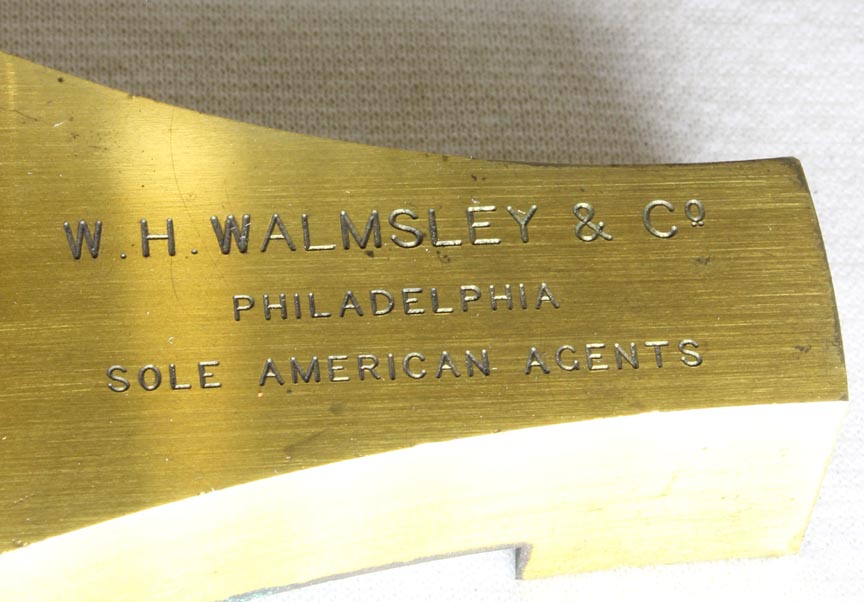 W.H.WALMSLEY & Cº
PHILADELPHIA
SOLE AMERICAN AGENTS